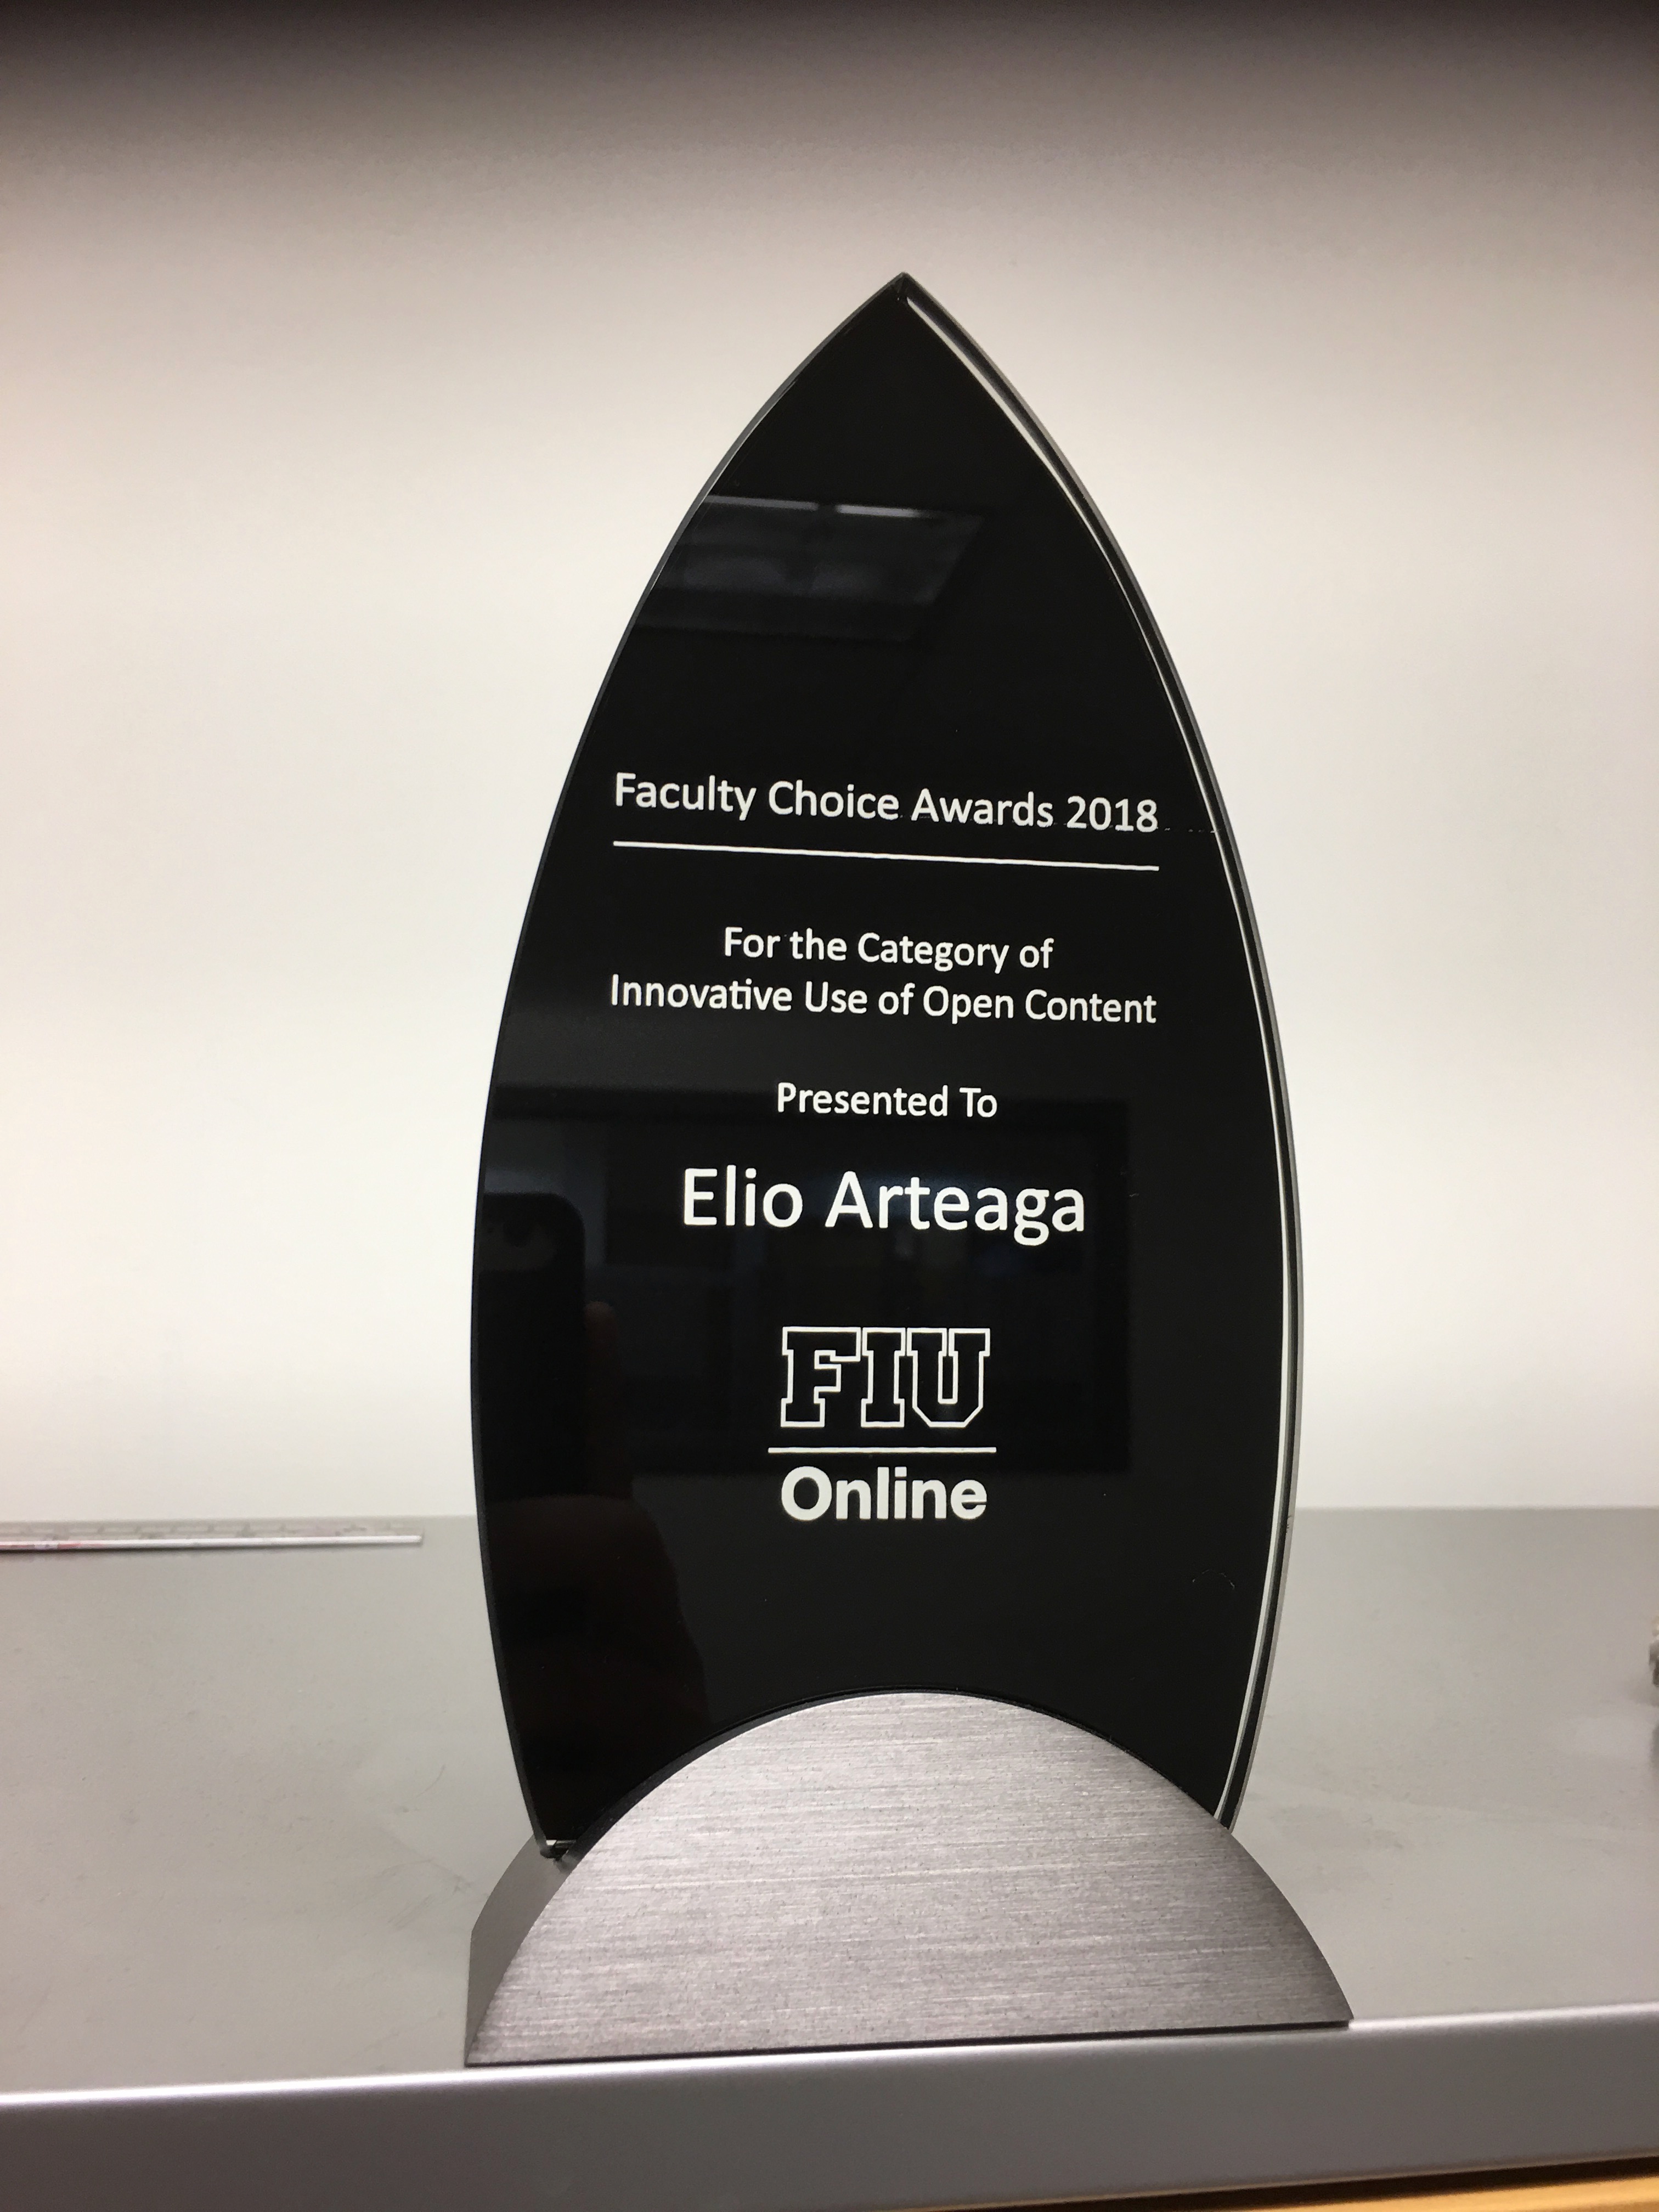 Faculty Choice Awards 2018
For the Category of
Innovative Use of Open Content
Presented To
Elio Arteaga
FIU
Online